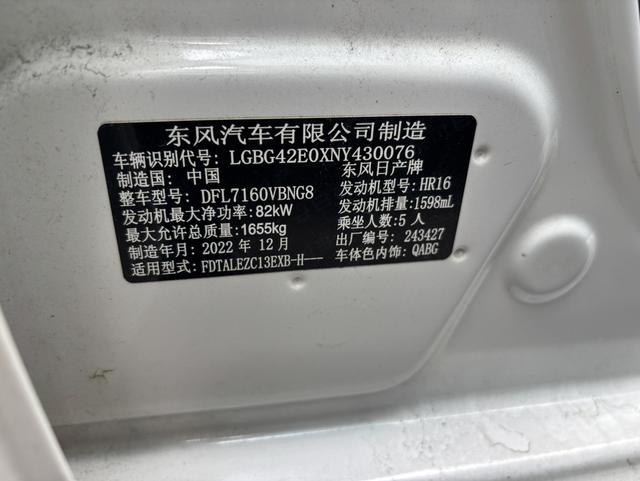 东风汽车有限公司制造
车辆识别代号: LGBG42E0XNY430076
制造国: 中国 东风日产牌
整车型号: DFL7160VBNG8 发动机型号: HR16
发动机最大净功率: 82kW 发动机排量: 1598mL
最大允许总质量: 1655kg 乘坐人数: 5 人
制造年月: 2022 年 12 月 出厂编号: 243427
适用型式: FDTALEZC13EXB-H--- 车体色内饰: QABG